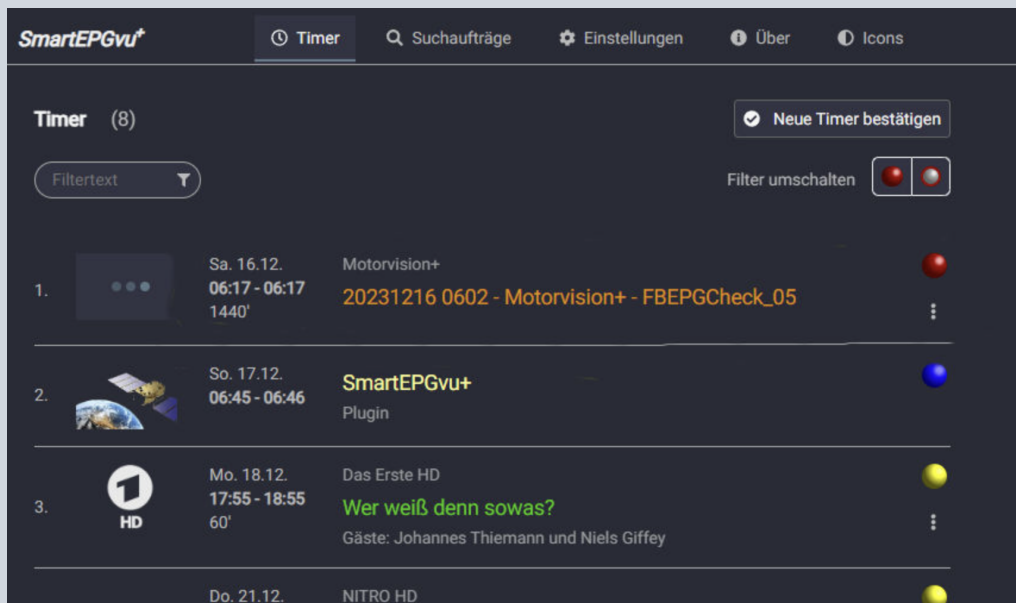 SmartEPGvu+
Timer
Suchaufträge
Einstellungen
Über
Icons
Timer (8)
Neue Timer bestätigen
Filtertext
Filter umschalten
1.
Sa. 16.12.
06:17 - 06:17
1440'
Motorvision+
20231216 0602 - Motorvision+ - FBEPGCheck_05
2.
So. 17.12.
06:45 - 06:46
SmartEPGvu+
Plugin
3.
1
HD
Mo. 18.12.
17:55 - 18:55
60'
Das Erste HD
Wer weiß denn sowas?
Gäste: Johannes Thiemann und Niels Giffey
Do. 21.12.
NITRO HD